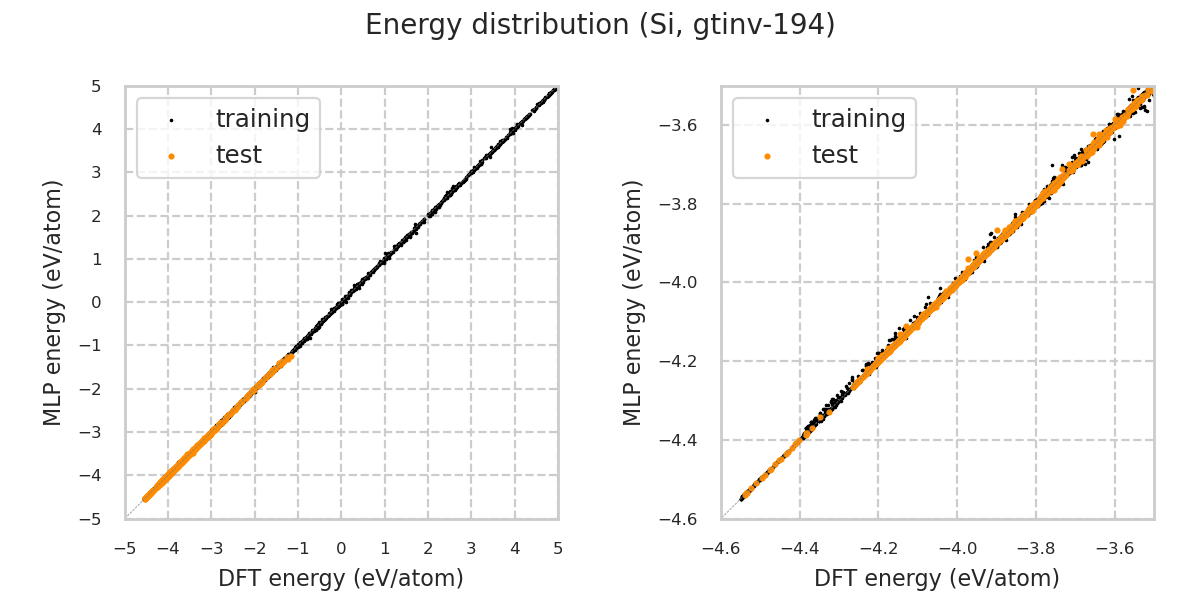 Energy distribution (Si, gtinv-194)
training
test
5
4
3
2
1
0
−1
−2
−3
−4
−5
−5 −4 −3 −2 −1 0 1 2 3 4 5
MLP energy (eV/atom)
DFT energy (eV/atom)
training
test
−3.6
−3.8
−4.0
−4.2
−4.4
−4.6
−4.6 −4.4 −4.2 −4.0 −3.8 −3.6
MLP energy (eV/atom)
DFT energy (eV/atom)